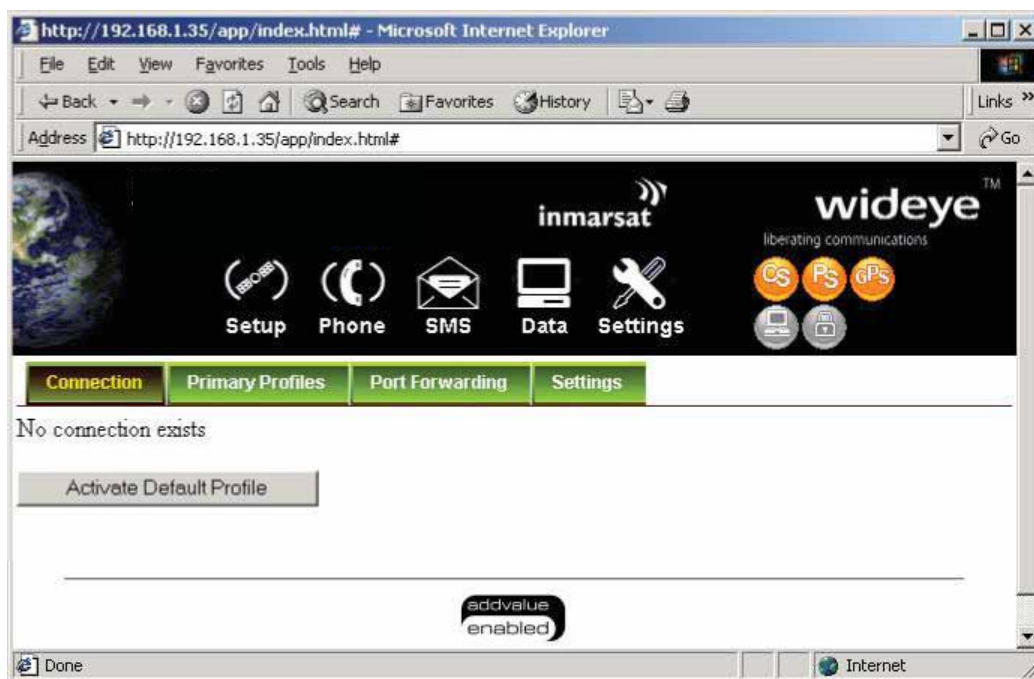 http://192.168.1.35/app/index.html# - Microsoft Internet Explorer
File Edit View Favorites Tools Help
Back Search Favorites History Links »
Address http://192.168.1.35/app/index.html# Go
inmarsat
wideye TM
liberating communications
CS PS GPS
Setup Phone SMS Data Settings
Connection Primary Profiles Port Forwarding Settings
No connection exists
Activate Default Profile
addvalue
enabled
Done Internet